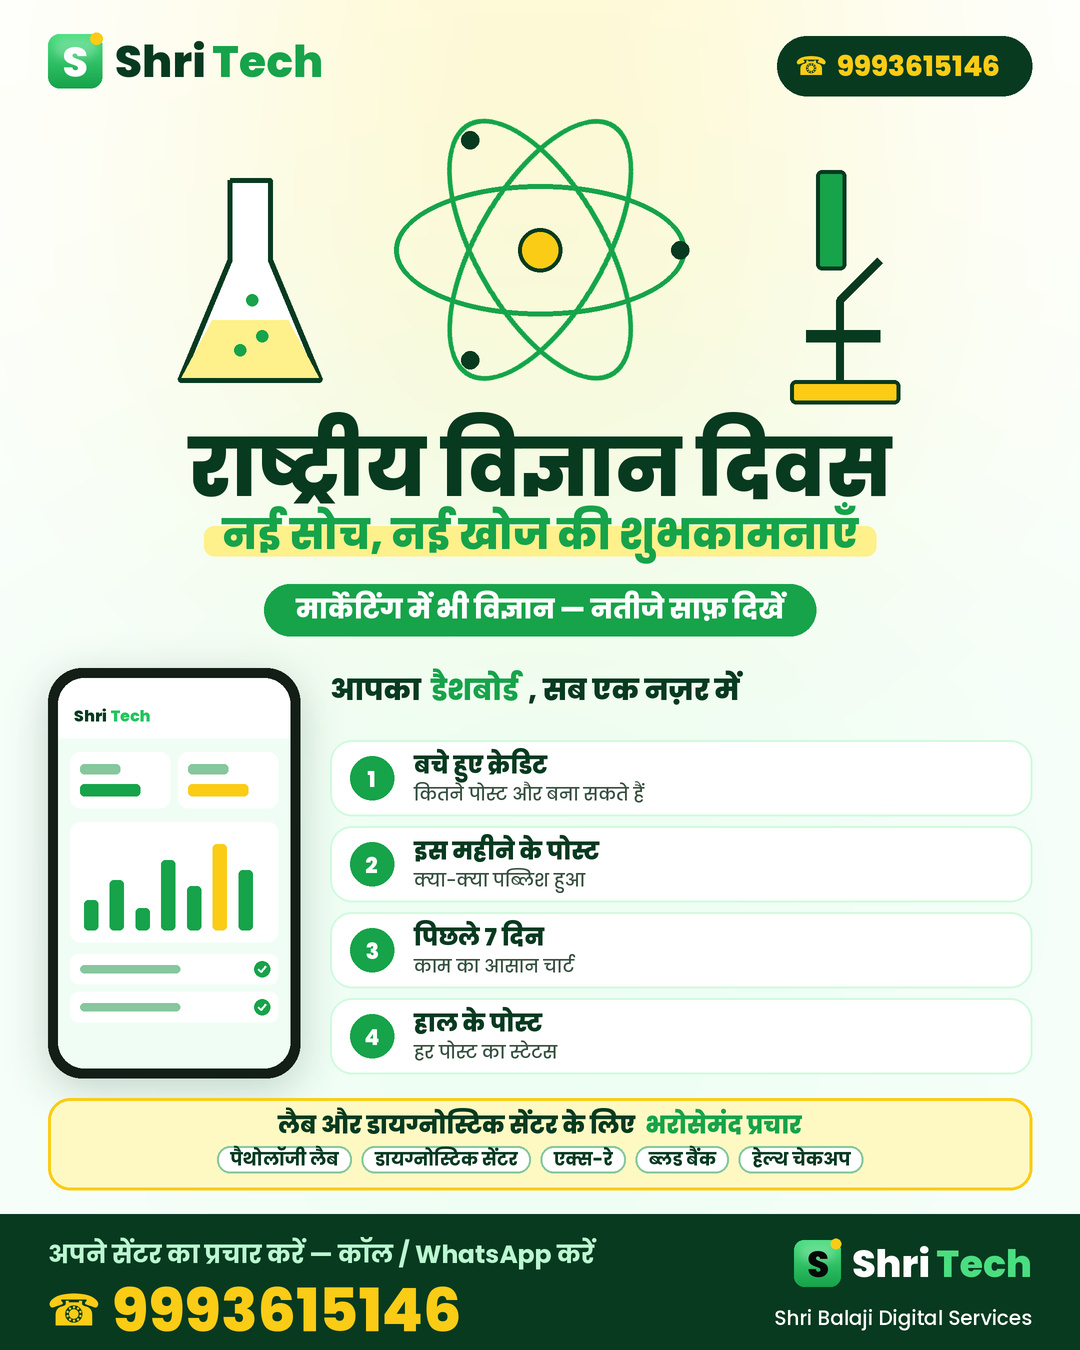 S Shri Tech
☎ 9993615146
राष्ट्रीय विज्ञान दिवस
नई सोच, नई खोज की शुभकामनाएँ
मार्केटिंग में भी विज्ञान — नतीजे साफ़ दिखें
Shri Tech
आपका डैशबोर्ड , सब एक नज़र में
1 बचे हुए क्रेडिट
कितने पोस्ट और बना सकते हैं
2 इस महीने के पोस्ट
क्या-क्या पब्लिश हुआ
3 पिछले 7 दिन
काम का आसान चार्ट
4 हाल के पोस्ट
हर पोस्ट का स्टेटस
लैब और डायग्नोस्टिक सेंटर के लिए भरोसेमंद प्रचार
पैथोलॉजी लैब डायग्नोस्टिक सेंटर एक्स-रे ब्लड बैंक हेल्थ चेकअप
अपने सेंटर का प्रचार करें — कॉल / WhatsApp करें
☎ 9993615146
S Shri Tech
Shri Balaji Digital Services